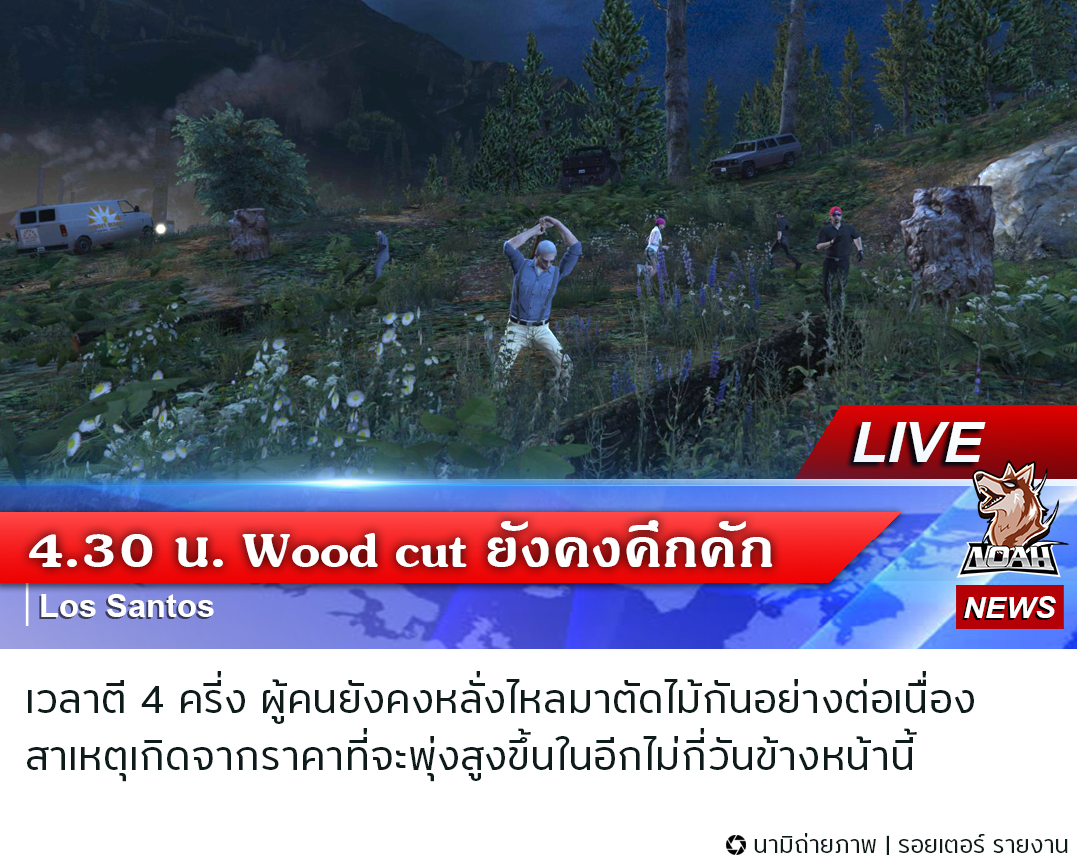 LIVE
4.30 น. Wood cut ยังคงคึกคัก
Los Santos
NOAH
NEWS
เวลาตี 4 ครึ่ง ผู้คนยังคงหลั่งไหลมาตัดไม้กันอย่างต่อเนื่อง
สาเหตุเกิดจากราคาที่จะพุ่งสูงขึ้นในอีกไม่กี่วันข้างหน้านี้
นามิถ่ายภาพ | รอยเตอร์ รายงาน